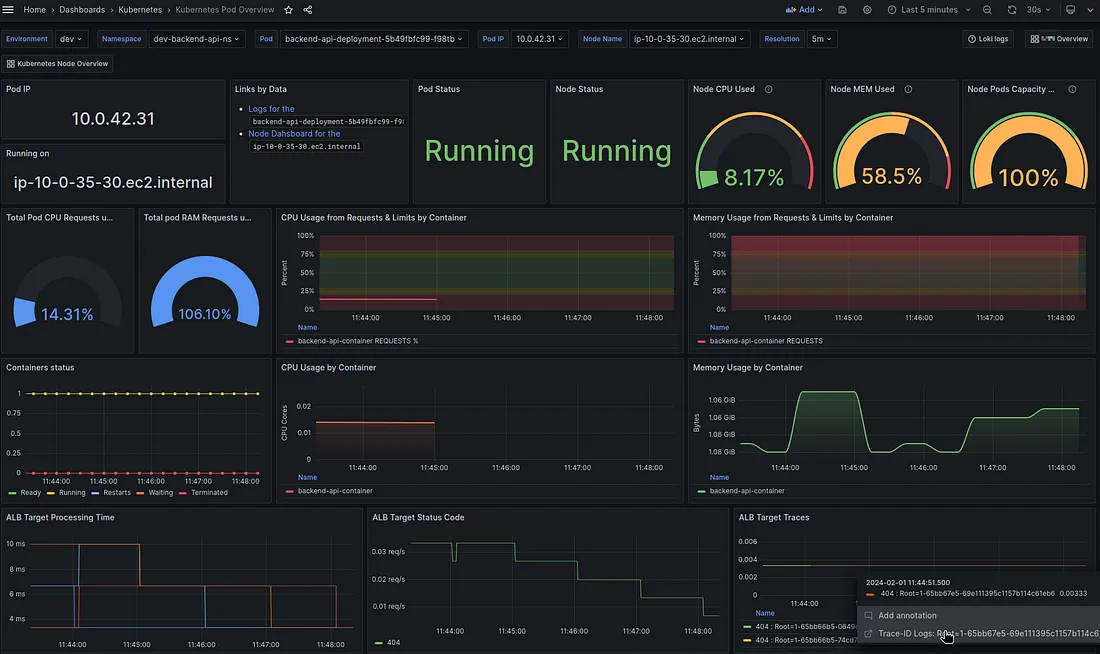 Home › Dashboards › Kubernetes › Kubernetes Pod Overview
Add
Last 5 minutes
30s
Environment dev
Namespace dev-backend-api-ns
Pod backend-api-deployment-5b49fbfc99-f98tb
Pod IP 10.0.42.31
Node Name ip-10-0-35-30.ec2.internal
Resolution 5m
Loki logs
Overview
Kubernetes Node Overview
Pod IP
10.0.42.31
Running on
ip-10-0-35-30.ec2.internal
Links by Data
Logs for the
backend-api-deployment-5b49fbfc99-f9
Node Dahsboard for the
ip-10-0-35-30.ec2.internal
Pod Status
Running
Node Status
Running
Node CPU Used
8.17%
Node MEM Used
58.5%
Node Pods Capacity ...
100%
Total Pod CPU Requests u...
14.31%
Total pod RAM Requests u...
106.10%
CPU Usage from Requests & Limits by Container
Percent
100%
75%
50%
25%
0%
11:44:00 11:45:00 11:46:00 11:47:00 11:48:00
Name
backend-api-container REQUESTS %
Memory Usage from Requests & Limits by Container
Percent
100%
75%
50%
25%
0%
11:44:00 11:45:00 11:46:00 11:47:00 11:48:00
Name
backend-api-container REQUESTS
Containers status
1
0.75
0.5
0.25
0
11:44:00 11:45:00 11:46:00 11:47:00 11:48:00
Ready Running Restarts Waiting Terminated
CPU Usage by Container
CPU Cores
0.02
0.01
0
11:44:00 11:45:00 11:46:00 11:47:00 11:48:00
Name
backend-api-container
Memory Usage by Container
Bytes
1.06 GiB
1.06 GiB
1.06 GiB
1.06 GiB
11:44:00 11:45:00 11:46:00 11:47:00 11:48:00
Name
backend-api-container
ALB Target Processing Time
10 ms
8 ms
6 ms
4 ms
11:44:00 11:45:00 11:46:00 11:47:00 11:48:00
ALB Target Status Code
0.03 req/s
0.02 req/s
0.01 req/s
11:44:00 11:45:00 11:46:00 11:47:00 11:48:00
404
ALB Target Traces
0.006
0.004
0.002
0
11:44:00
Name
404 : Root=1-65bb66b5-0649
404 : Root=1-65bb66b5-74cd7
2024-02-01 11:44:51.500
404 : Root=1-65bb67e5-69e111395c1157b114c61eb6 0.00333
Add annotation
Trace-ID Logs: Root=1-65bb67e5-69e111395c1157b114c61